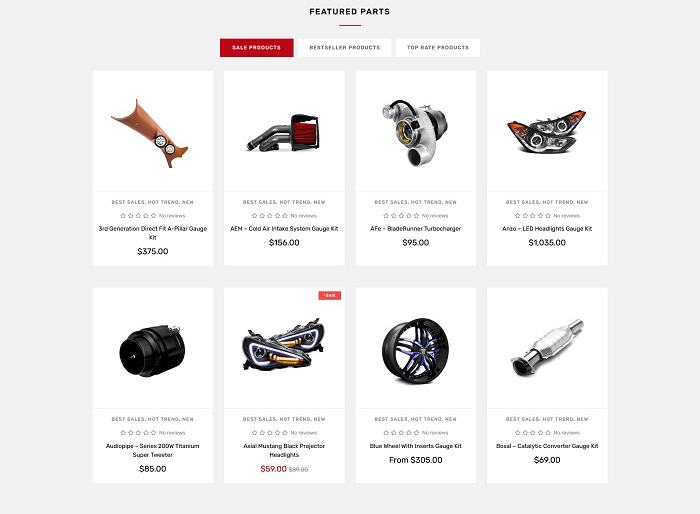 FEATURED PARTS
SALE PRODUCTS
BESTSELLER PRODUCTS
TOP RATE PRODUCTS
BEST SALES, HOT TREND, NEW
No reviews
3rd Generation Direct Fit A-Pillar Gauge
Kit
$375.00
BEST SALES, HOT TREND, NEW
No reviews
AEM – Cold Air Intake System Gauge Kit
$156.00
BEST SALES, HOT TREND, NEW
No reviews
AFe – BladeRunner Turbocharger
$95.00
BEST SALES, HOT TREND, NEW
No reviews
Anzo – LED Headlights Gauge Kit
$1,035.00
BEST SALES, HOT TREND, NEW
No reviews
Audiopipe – Series 200W Titanium
Super Tweeter
$85.00
-34%
BEST SALES, HOT TREND, NEW
No reviews
Axial Mustang Black Projector
Headlights
$59.00 $89.00
BEST SALES, HOT TREND, NEW
No reviews
Blue Wheel With Inserts Gauge Kit
From $305.00
BEST SALES, HOT TREND, NEW
No reviews
Bosal – Catalytic Converter Gauge Kit
$69.00